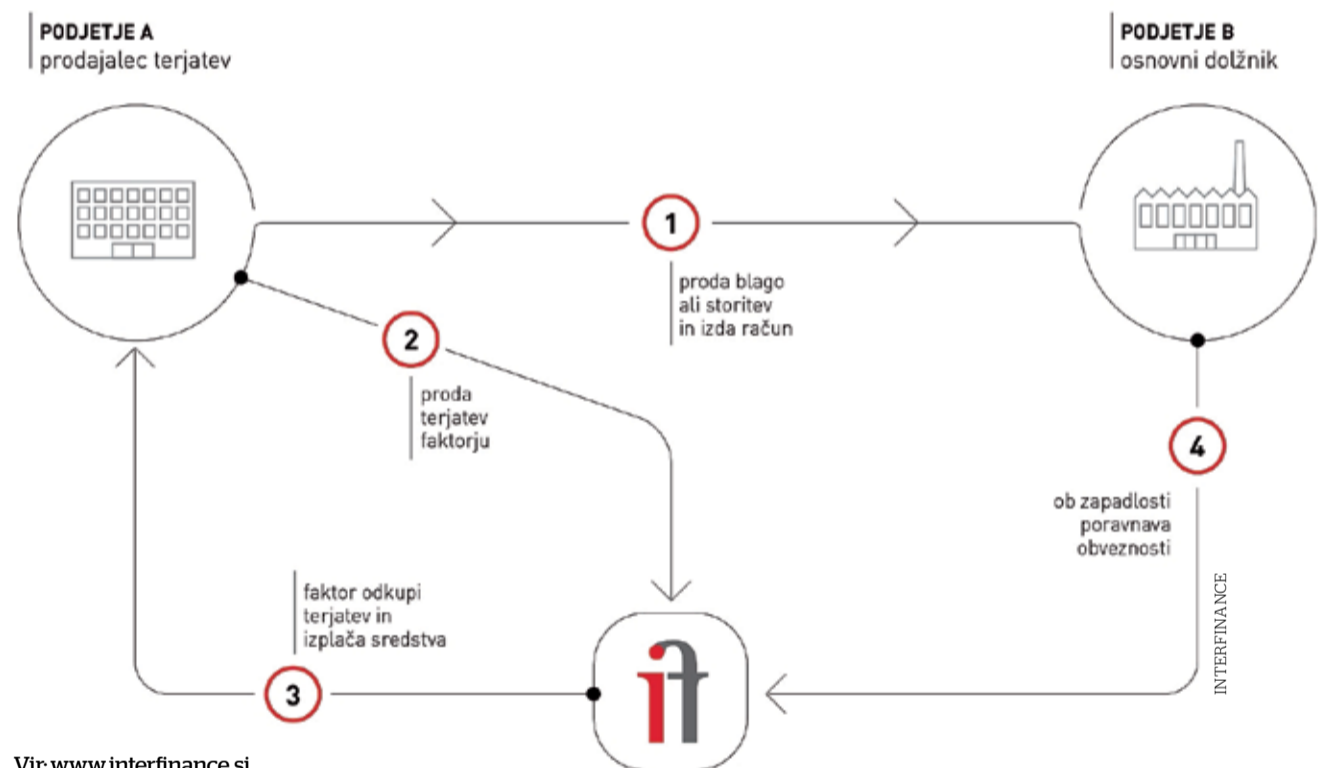 PODJETJE A
prodajalec terjatev
PODJETJE B
osnovni dolžnik
1
proda blago
ali storitev
in izda račun
2
proda
terjatev
faktorju
4
ob zapadlosti
poravnava
obveznosti
INTERFINANCE
faktor odkupi
terjatev in
izplača sredstva
3
if
Vir: www.interfinance.si